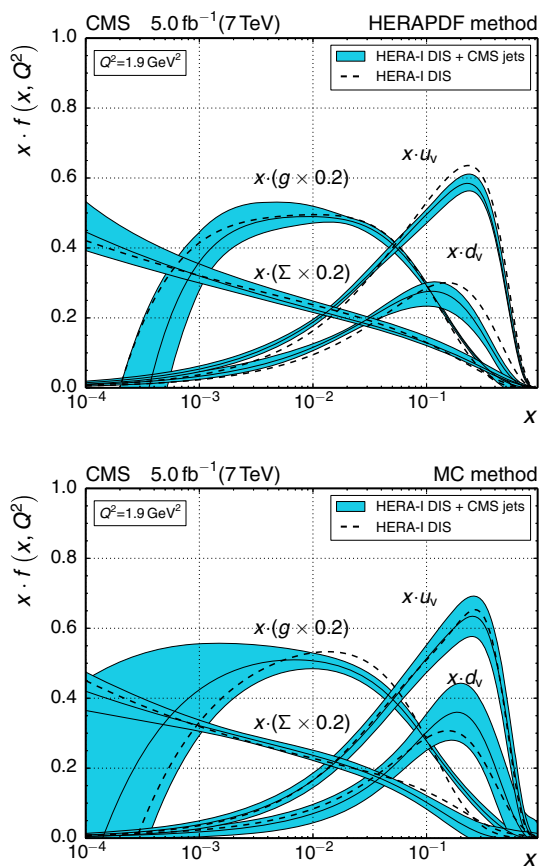 CMS 5.0 fb⁻¹(7 TeV) HERAPDF method
1.0
Q²=1.9 GeV²
HERA-I DIS + CMS jets
HERA-I DIS
0.8
x · f (x, Q²)
x·uᵥ
0.6
x·(g × 0.2)
x·dᵥ
0.4
x·(Σ × 0.2)
0.2
0.0
10⁻⁴ 10⁻³ 10⁻² 10⁻¹
x
CMS 5.0 fb⁻¹(7 TeV) MC method
1.0
Q²=1.9 GeV²
HERA-I DIS + CMS jets
HERA-I DIS
0.8
x · f (x, Q²)
x·uᵥ
0.6
x·(g × 0.2)
x·dᵥ
0.4
x·(Σ × 0.2)
0.2
0.0
10⁻⁴ 10⁻³ 10⁻² 10⁻¹
x